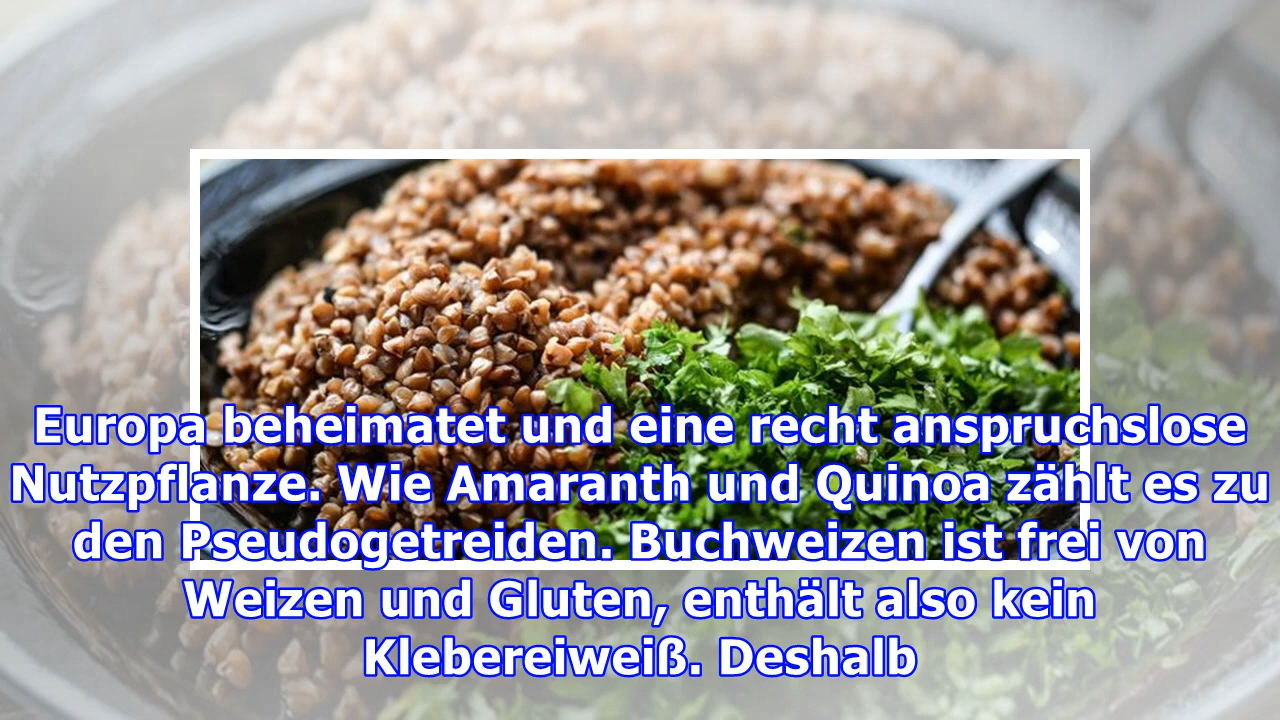 Europa beheimatet und eine recht anspruchslose
Nutzpflanze. Wie Amaranth und Quinoa zählt es zu
den Pseudogetreiden. Buchweizen ist frei von
Weizen und Gluten, enthält also kein
Klebereiweiß. Deshalb